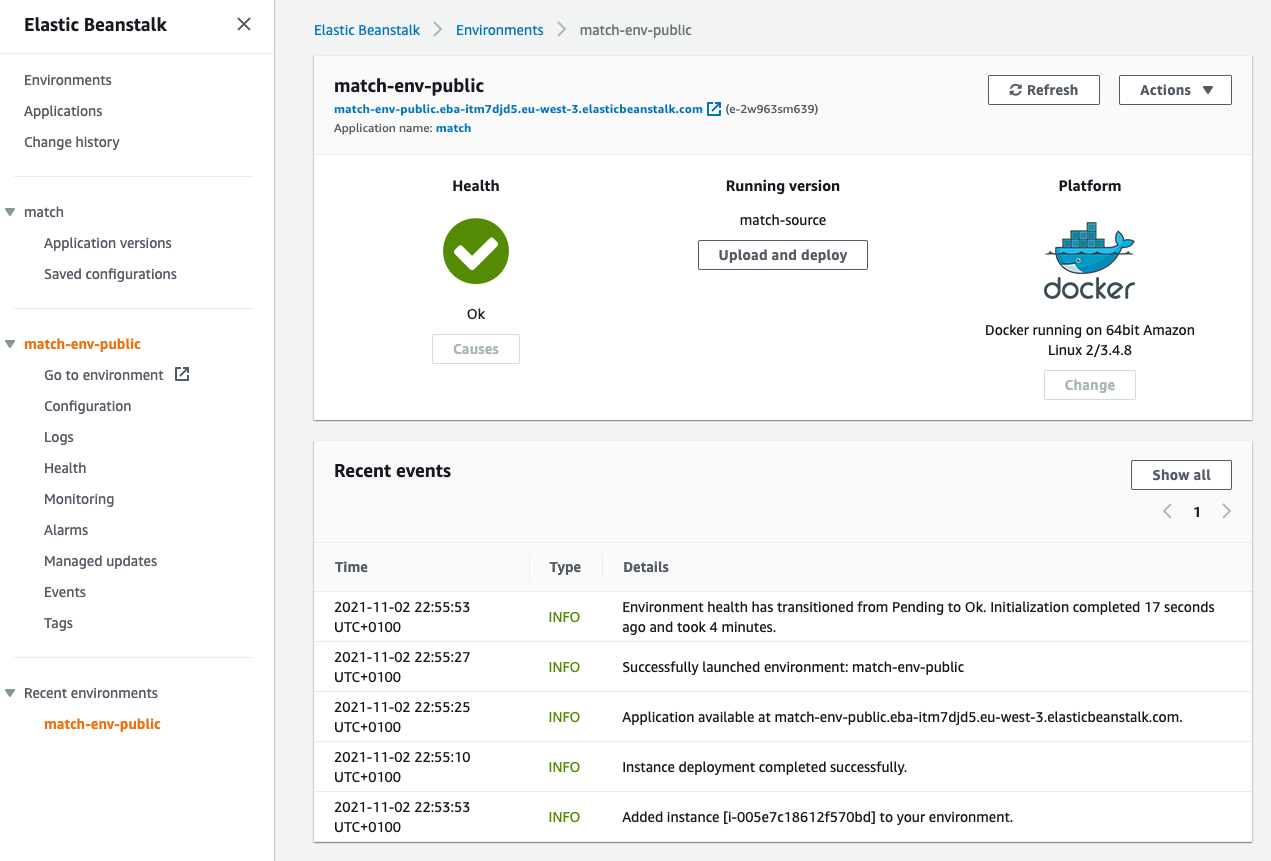 Elastic Beanstalk
Environments
Applications
Change history
match
Application versions
Saved configurations
match-env-public
Go to environment
Configuration
Logs
Health
Monitoring
Alarms
Managed updates
Events
Tags
Recent environments
match-env-public
Elastic Beanstalk > Environments > match-env-public
match-env-public
match-env-public.eba-itm7djd5.eu-west-3.elasticbeanstalk.com (e-2w963sm639)
Application name: match
Refresh
Actions
Health
Ok
Causes
Running version
match-source
Upload and deploy
Platform
docker
Docker running on 64bit Amazon
Linux 2/3.4.8
Change
Recent events
Show all
1
Time Type Details
2021-11-02 22:55:53
UTC+0100
INFO
Environment health has transitioned from Pending to Ok. Initialization completed 17 seconds
ago and took 4 minutes.
2021-11-02 22:55:27
UTC+0100
INFO
Successfully launched environment: match-env-public
2021-11-02 22:55:25
UTC+0100
INFO
Application available at match-env-public.eba-itm7djd5.eu-west-3.elasticbeanstalk.com.
2021-11-02 22:55:10
UTC+0100
INFO
Instance deployment completed successfully.
2021-11-02 22:53:53
UTC+0100
INFO
Added instance [i-005e7c18612f570bd] to your environment.